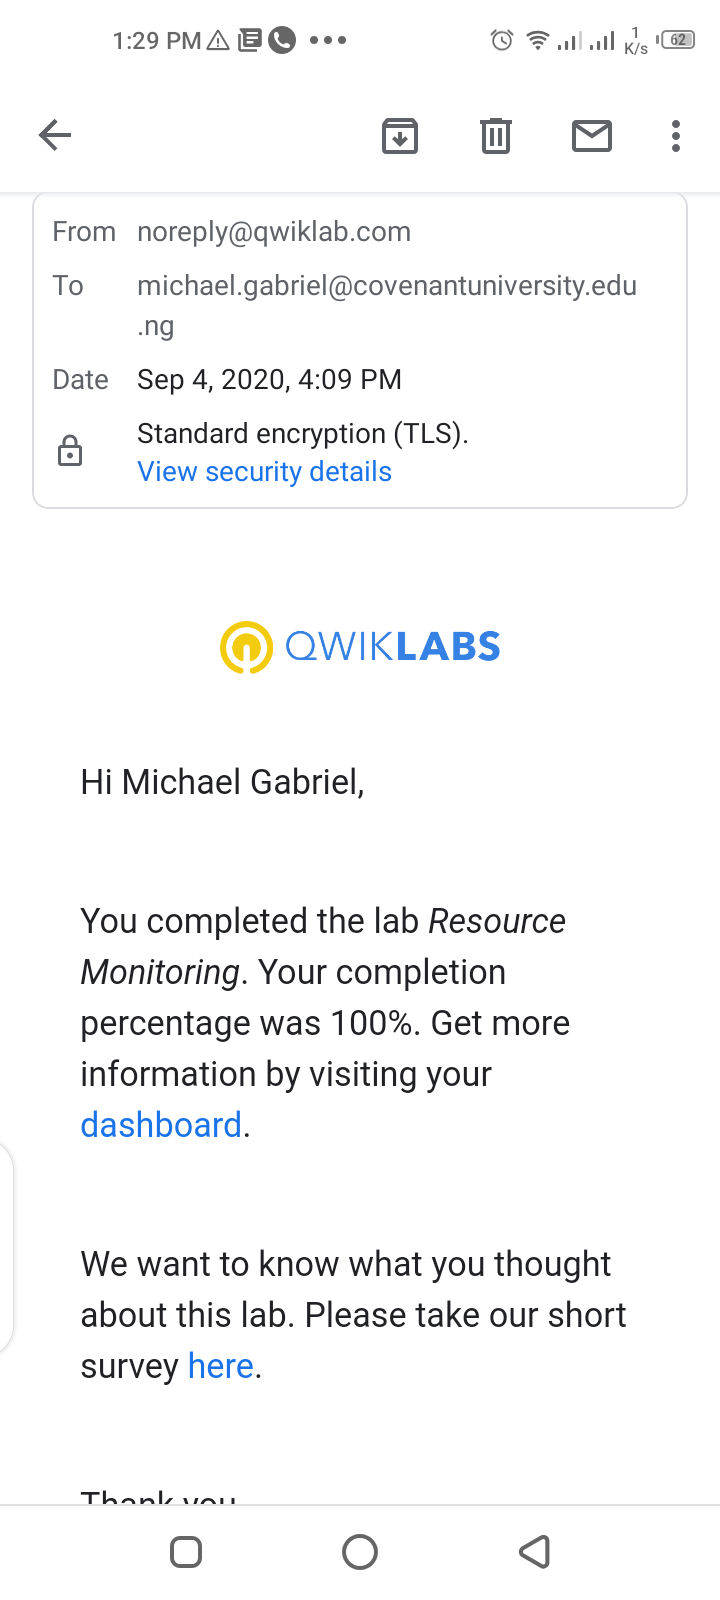 1:29 PM
1
K/s
62
From noreply@qwiklab.com
To michael.gabriel@covenantuniversity.edu
.ng
Date Sep 4, 2020, 4:09 PM
Standard encryption (TLS).
View security details
QWIKLABS
Hi Michael Gabriel,
You completed the lab Resource
Monitoring. Your completion
percentage was 100%. Get more
information by visiting your
dashboard.
We want to know what you thought
about this lab. Please take our short
survey here.
Thank you